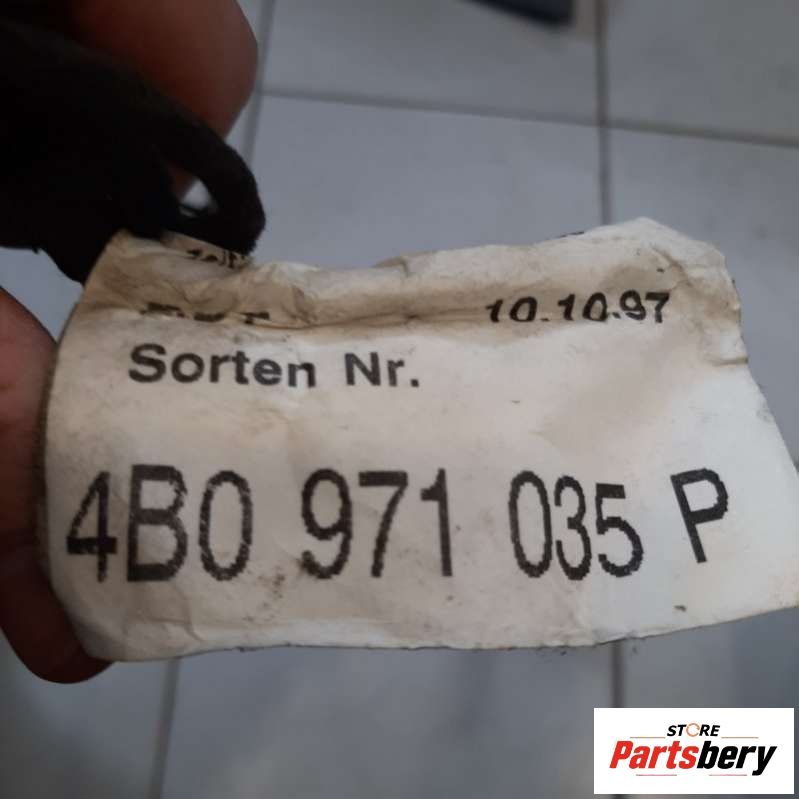 10.10.97
Sorten Nr.
4B0 971 035 P
STORE
Partsbery